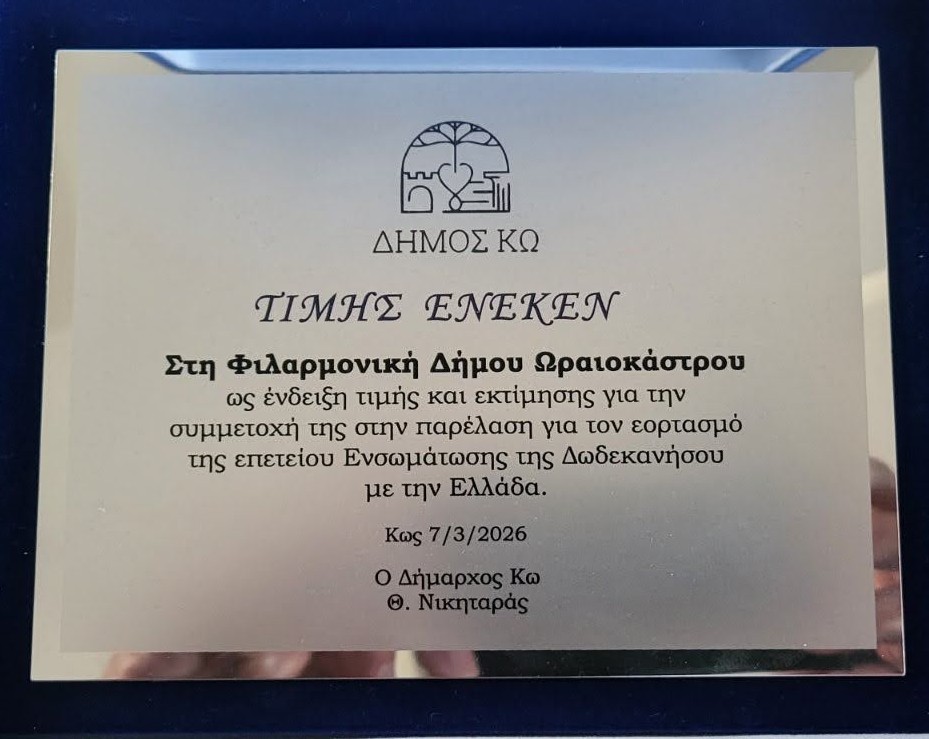 ΔΗΜΟΣ ΚΩ
ΤΙΜΗΣ ΕΝΕΚΕΝ
Στη Φιλαρμονική Δήμου Ωραιοκάστρου
ως ένδειξη τιμής και εκτίμησης για την
συμμετοχή της στην παρέλαση για τον εορτασμό
της επετείου Ενσωμάτωσης της Δωδεκανήσου
με την Ελλάδα.
Κως 7/3/2026
Ο Δήμαρχος Κω
Θ. Νικηταράς